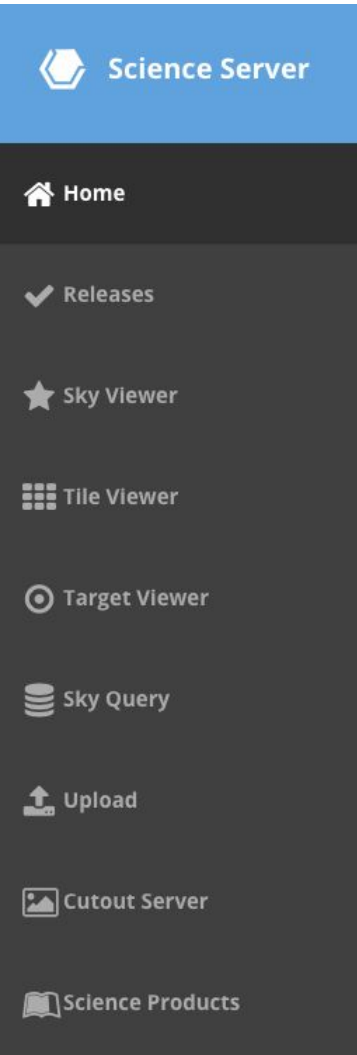 Science Server
Home
Releases
Sky Viewer
Tile Viewer
Target Viewer
Sky Query
Upload
Cutout Server
Science Products